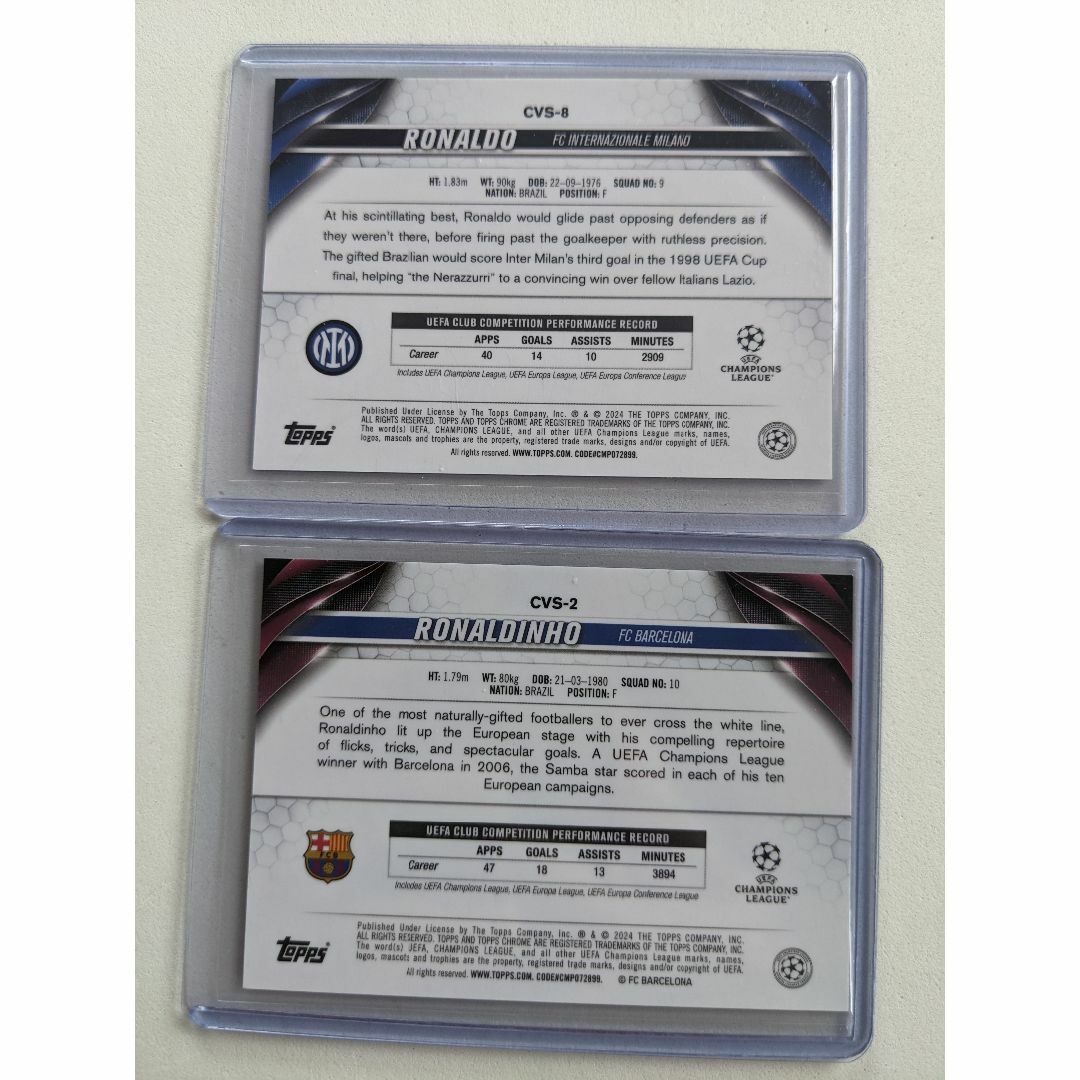 CVS-8
RONALDO FC INTERNAZIONALE MILANO
HT: 1.83m WT: 90kg DOB: 22-09-1976 SQUAD NO: 9
NATION: BRAZIL POSITION: F
At his scintillating best, Ronaldo would glide past opposing defenders as if
they weren't there, before firing past the goalkeeper with ruthless precision.
The gifted Brazilian would score Inter Milan's third goal in the 1998 UEFA Cup
final, helping "the Nerazzurri" to a convincing win over fellow Italians Lazio.
UEFA CLUB COMPETITION PERFORMANCE RECORD
APPS GOALS ASSISTS MINUTES
Career 40 14 10 2909
Includes UEFA Champions League, UEFA Europa League, UEFA Europa Conference League
UEFA
CHAMPIONS
LEAGUE
topps
Published Under License by The Topps Company, Inc. ® & © 2024 THE TOPPS COMPANY, INC.
ALL RIGHTS RESERVED. TOPPS AND TOPPS CHROME ARE REGISTERED TRADEMARKS OF THE TOPPS COMPANY, INC.
The word(s) UEFA, CHAMPIONS LEAGUE, and all other UEFA Champions League marks, names,
logos, mascots and trophies are the property, registered trade marks, designs and/or copyright of UEFA.
All rights reserved. WWW.TOPPS.COM. CODE#CMP072899.
CVS-2
RONALDINHO FC BARCELONA
HT: 1.79m WT: 80kg DOB: 21-03-1980 SQUAD NO: 10
NATION: BRAZIL POSITION: F
One of the most naturally-gifted footballers to ever cross the white line,
Ronaldinho lit up the European stage with his compelling repertoire
of flicks, tricks, and spectacular goals. A UEFA Champions League
winner with Barcelona in 2006, the Samba star scored in each of his ten
European campaigns.
UEFA CLUB COMPETITION PERFORMANCE RECORD
APPS GOALS ASSISTS MINUTES
Career 47 18 13 3894
Includes UEFA Champions League, UEFA Europa League, UEFA Europa Conference League
FCB
UEFA
CHAMPIONS
LEAGUE
topps
Published Under License by The Topps Company, Inc. ® & © 2024 THE TOPPS COMPANY, INC.
ALL RIGHTS RESERVED. TOPPS AND TOPPS CHROME ARE REGISTERED TRADEMARKS OF THE TOPPS COMPANY, INC.
The word(s) UEFA, CHAMPIONS LEAGUE, and all other UEFA Champions League marks, names,
logos, mascots and trophies are the property, registered trade marks, designs and/or copyright of UEFA.
All rights reserved. WWW.TOPPS.COM. CODE#CMP072899. © FC BARCELONA